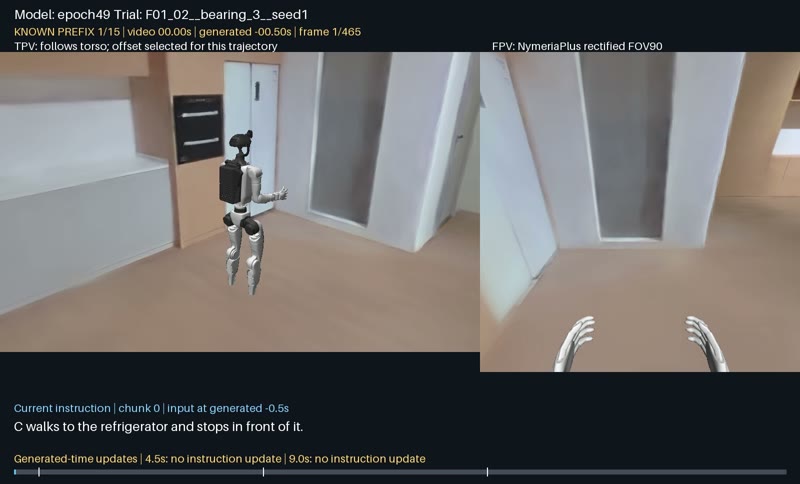 Model: epoch49 Trial: F01_02__bearing_3__seed1
KNOWN PREFIX 1/15 | video 00.00s | generated -00.50s | frame 1/465
TPV: follows torso; offset selected for this trajectory
FPV: NymeriaPlus rectified FOV90
Current instruction | chunk 0 | input at generated -0.5s
C walks to the refrigerator and stops in front of it.
Generated-time updates | 4.5s: no instruction update | 9.0s: no instruction update